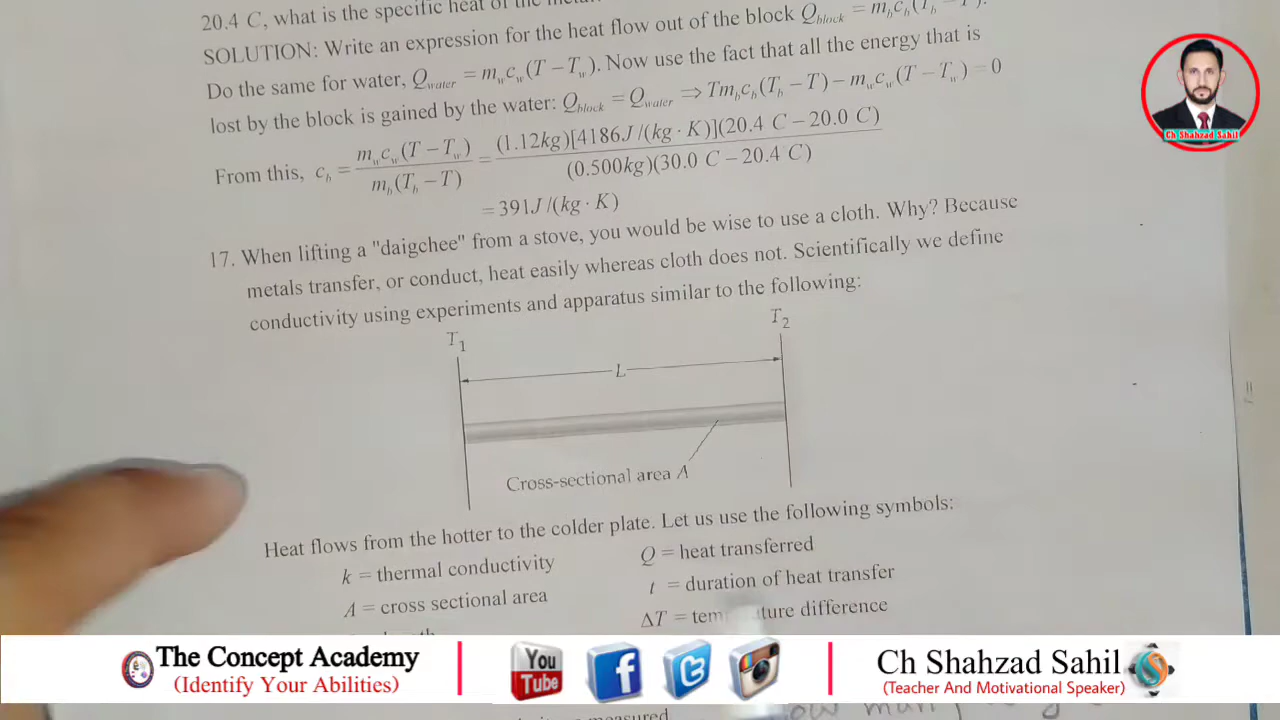 20.4 C, what is the specific heat of the
SOLUTION: Write an expression for the heat flow out of the block Q_block = m_b c_b (T_b − T).
Do the same for water, Q_water = m_w c_w (T − T_w). Now use the fact that all the energy that is
lost by the block is gained by the water: Q_block = Q_water ⇒ Tm_b c_b (T_b − T) − m_w c_w (T − T_w) = 0
From this, c_b = m_w c_w (T − T_w) / m_b (T_b − T) = (1.12kg)[4186J/(kg · K)](20.4 C − 20.0 C) / (0.500kg)(30.0 C − 20.4 C)
= 391J/(kg · K)
17. When lifting a "daigchee" from a stove, you would be wise to use a cloth. Why? Because
metals transfer, or conduct, heat easily whereas cloth does not. Scientifically we define
conductivity using experiments and apparatus similar to the following:
T_1 T_2
L
Cross-sectional area A
Heat flows from the hotter to the colder plate. Let us use the following symbols:
k = thermal conductivity Q = heat transferred
A = cross sectional area t = duration of heat transfer
ΔT = difference
measured
how many
Ch Shahzad Sahil
The Concept Academy
(Identify Your Abilities)
You
Tube
Ch Shahzad Sahil
(Teacher And Motivational Speaker)